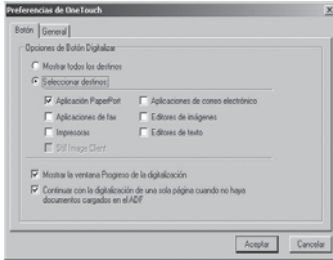 Preferencias de OneTouch
Botón
General
Opciones de Botón Digitalizar
Mostrar todos los destinos
Seleccionar destinos:
Aplicación PaperPort
Aplicaciones de correo electrónico
Aplicaciones de fax
Editores de imágenes
Impresoras
Editores de texto
Still Image Client
Mostrar la ventana Progreso de la digitalización
Continuar con la digitalización de una sola página cuando no haya
documentos cargados en el ADF
Aceptar
Cancelar